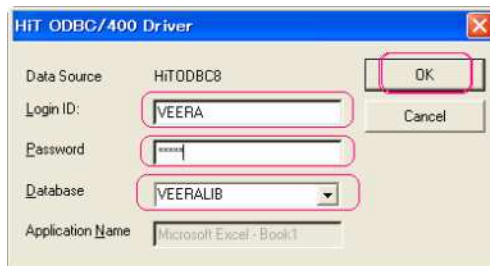 HiT ODBC/400 Driver
Data Source HiTODBC8 OK
Login ID: VEERA Cancel
Password *****
Database VEERALIB
Application Name Microsoft Excel - Book1